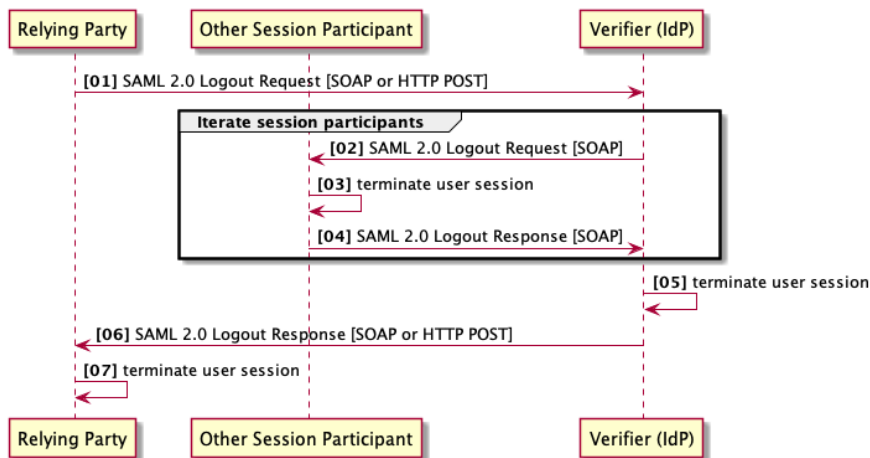 Relying Party
Other Session Participant
Verifier (IdP)
[01] SAML 2.0 Logout Request [SOAP or HTTP POST]
Iterate session participants
[02] SAML 2.0 Logout Request [SOAP]
[03] terminate user session
[04] SAML 2.0 Logout Response [SOAP]
[05] terminate user session
[06] SAML 2.0 Logout Response [SOAP or HTTP POST]
[07] terminate user session
Relying Party
Other Session Participant
Verifier (IdP)